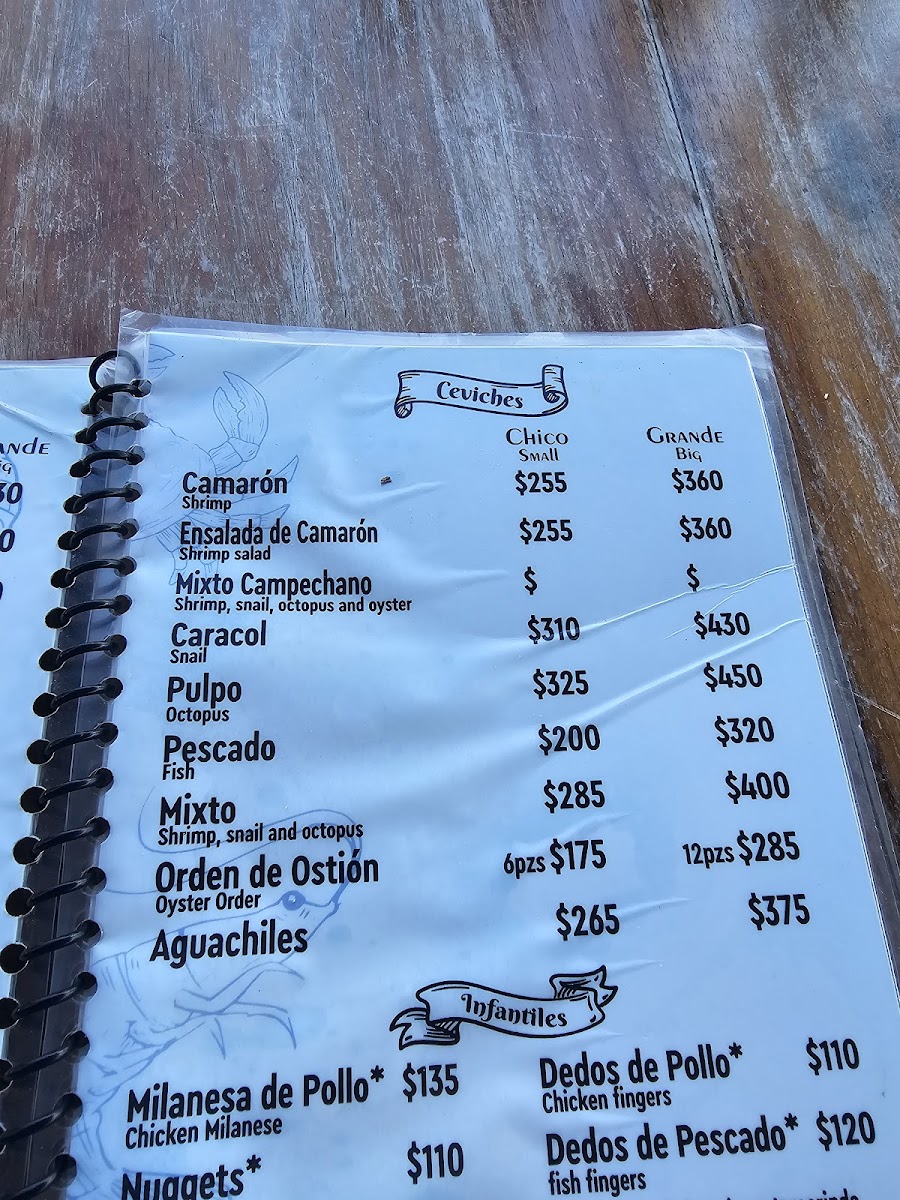 Ceviches
Chico Grande
Small Big
Camarón $255 $360
Shrimp
Ensalada de Camarón $255 $360
Shrimp salad
Mixto Campechano $ $
Shrimp, snail, octopus and oyster
Caracol $310 $430
Snail
Pulpo $325 $450
Octopus
Pescado $200 $320
Fish
Mixto $285 $400
Shrimp, snail and octopus
Orden de Ostión 6pzs $175 12pzs $285
Oyster Order
Aguachiles $265 $375
Infantiles
Milanesa de Pollo* $135
Chicken Milanese
Nuggets* $110
Dedos de Pollo* $110
Chicken fingers
Dedos de Pescado* $120
fish fingers